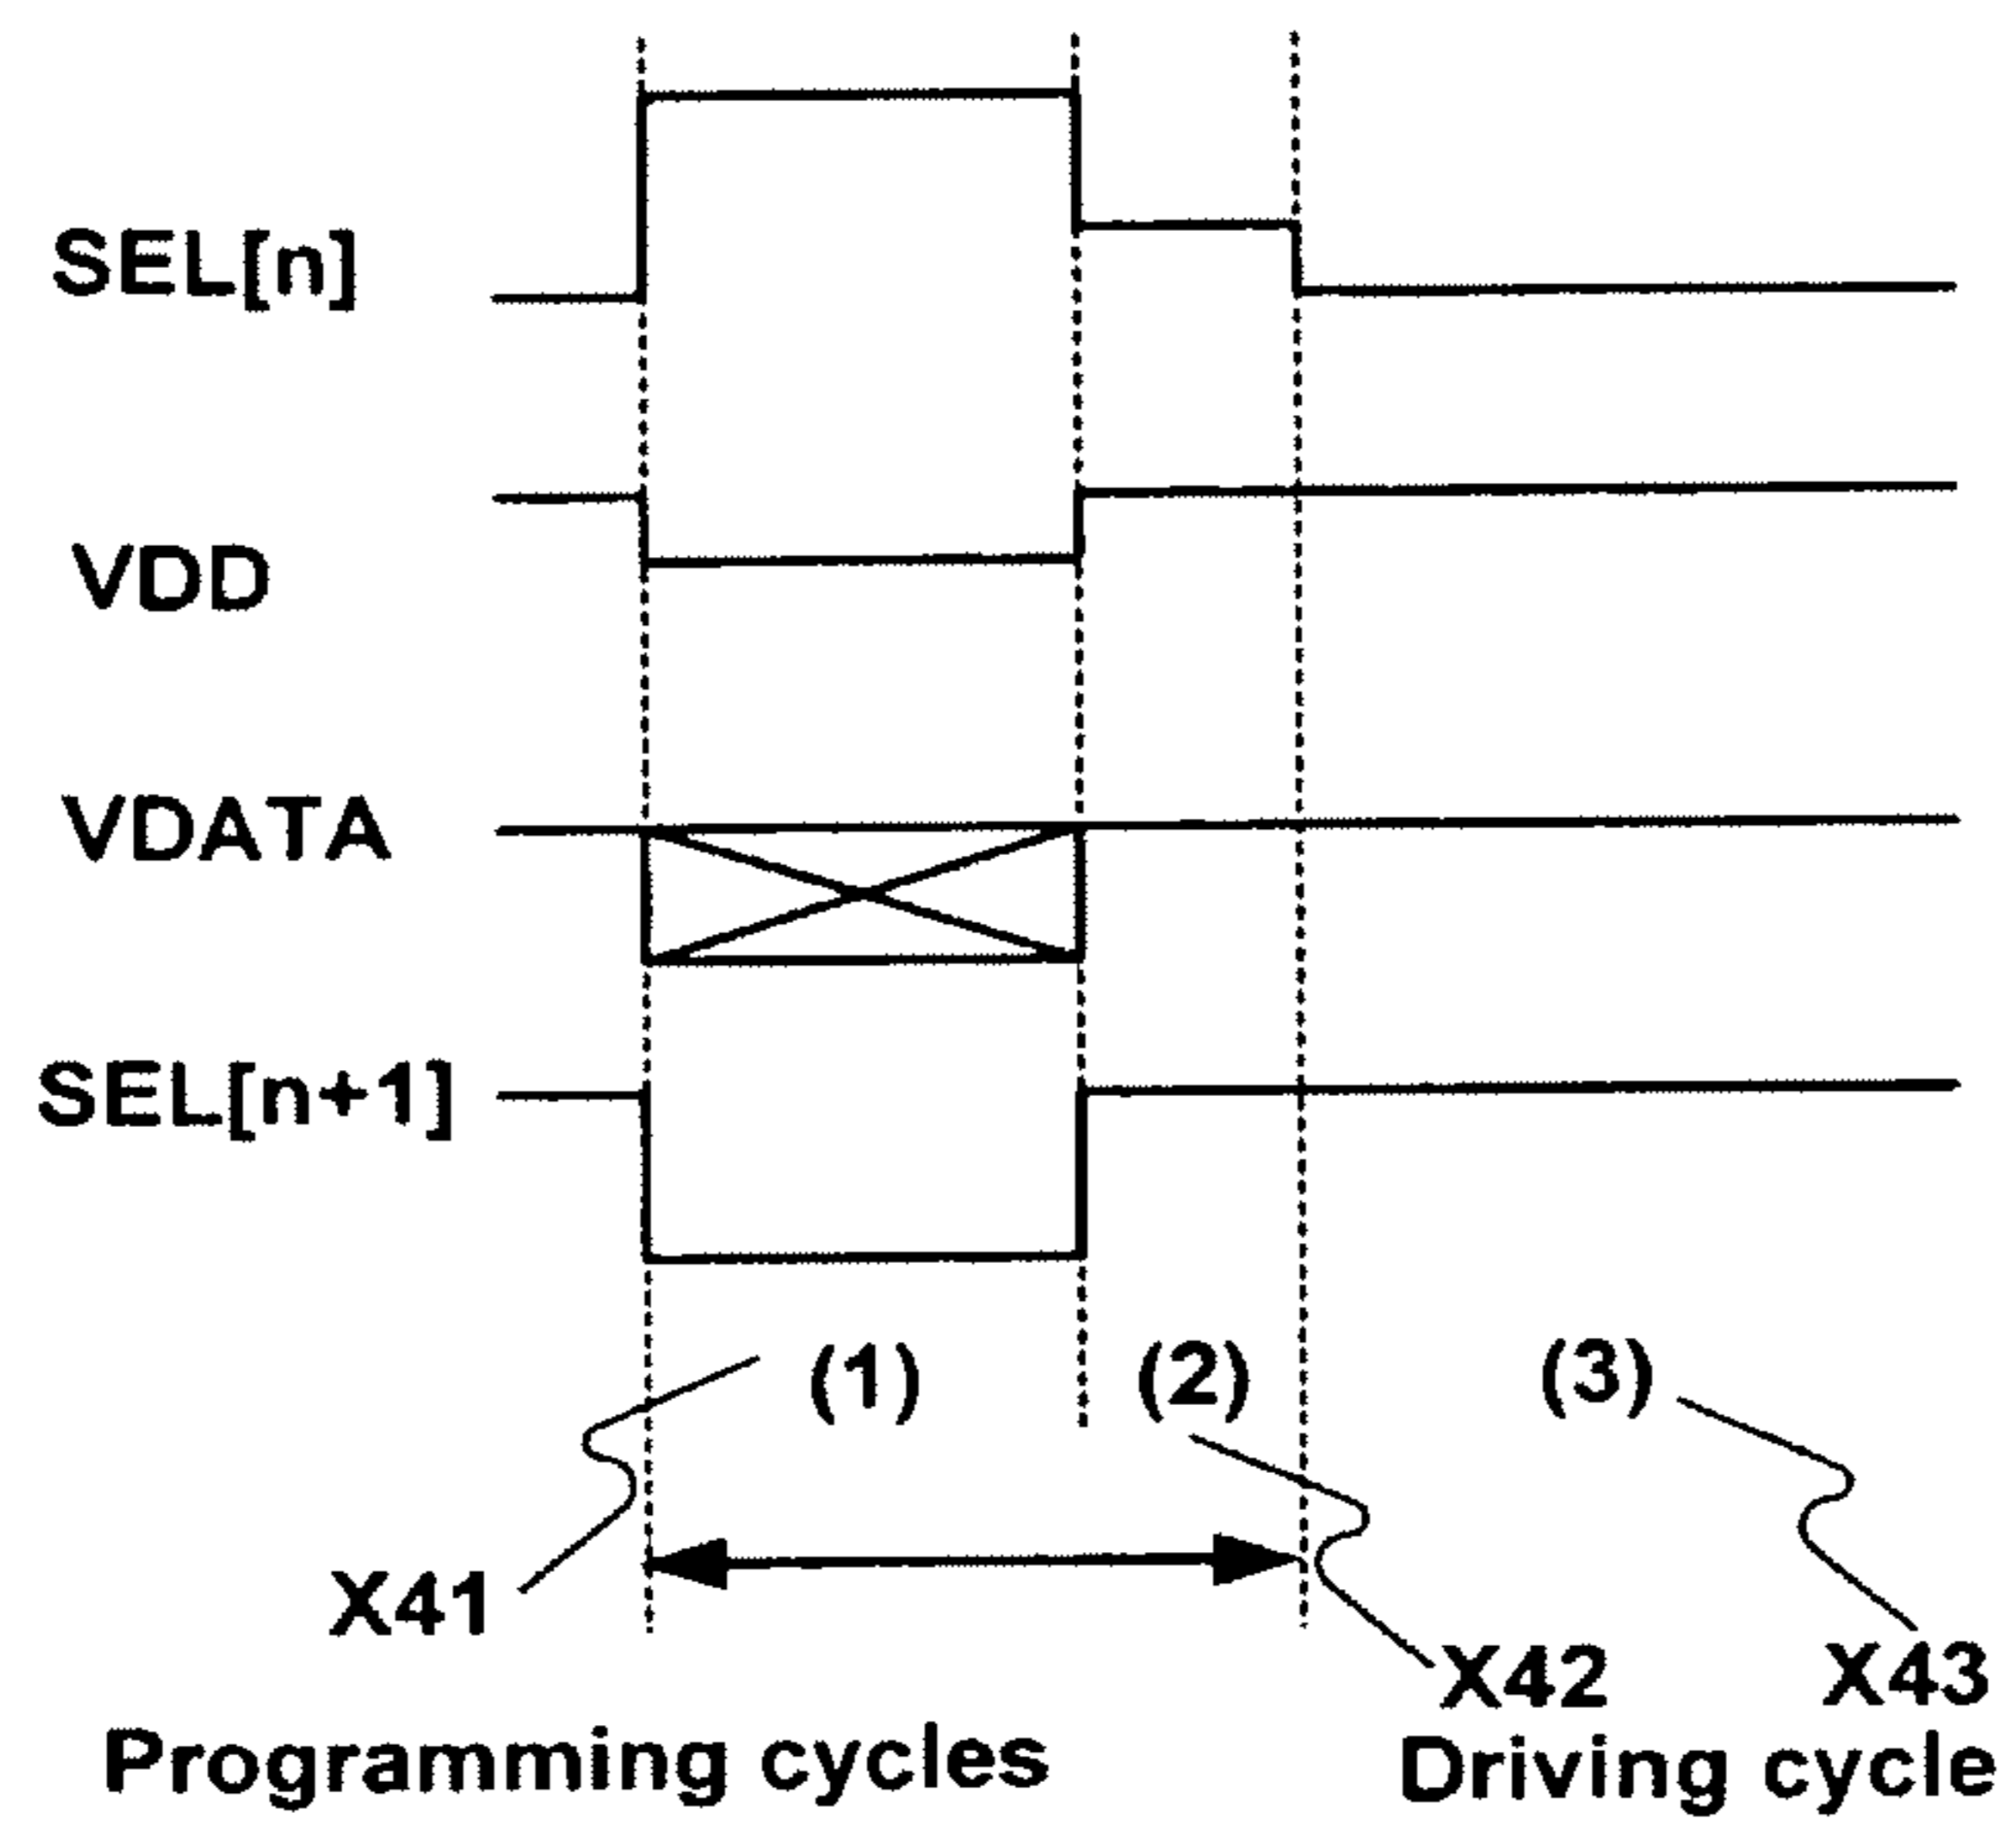 SEL[n]
VDD
VDATA
SEL[n+1]
(1) (2) (3)
X41
X42 X43
Programming cycles Driving cycle